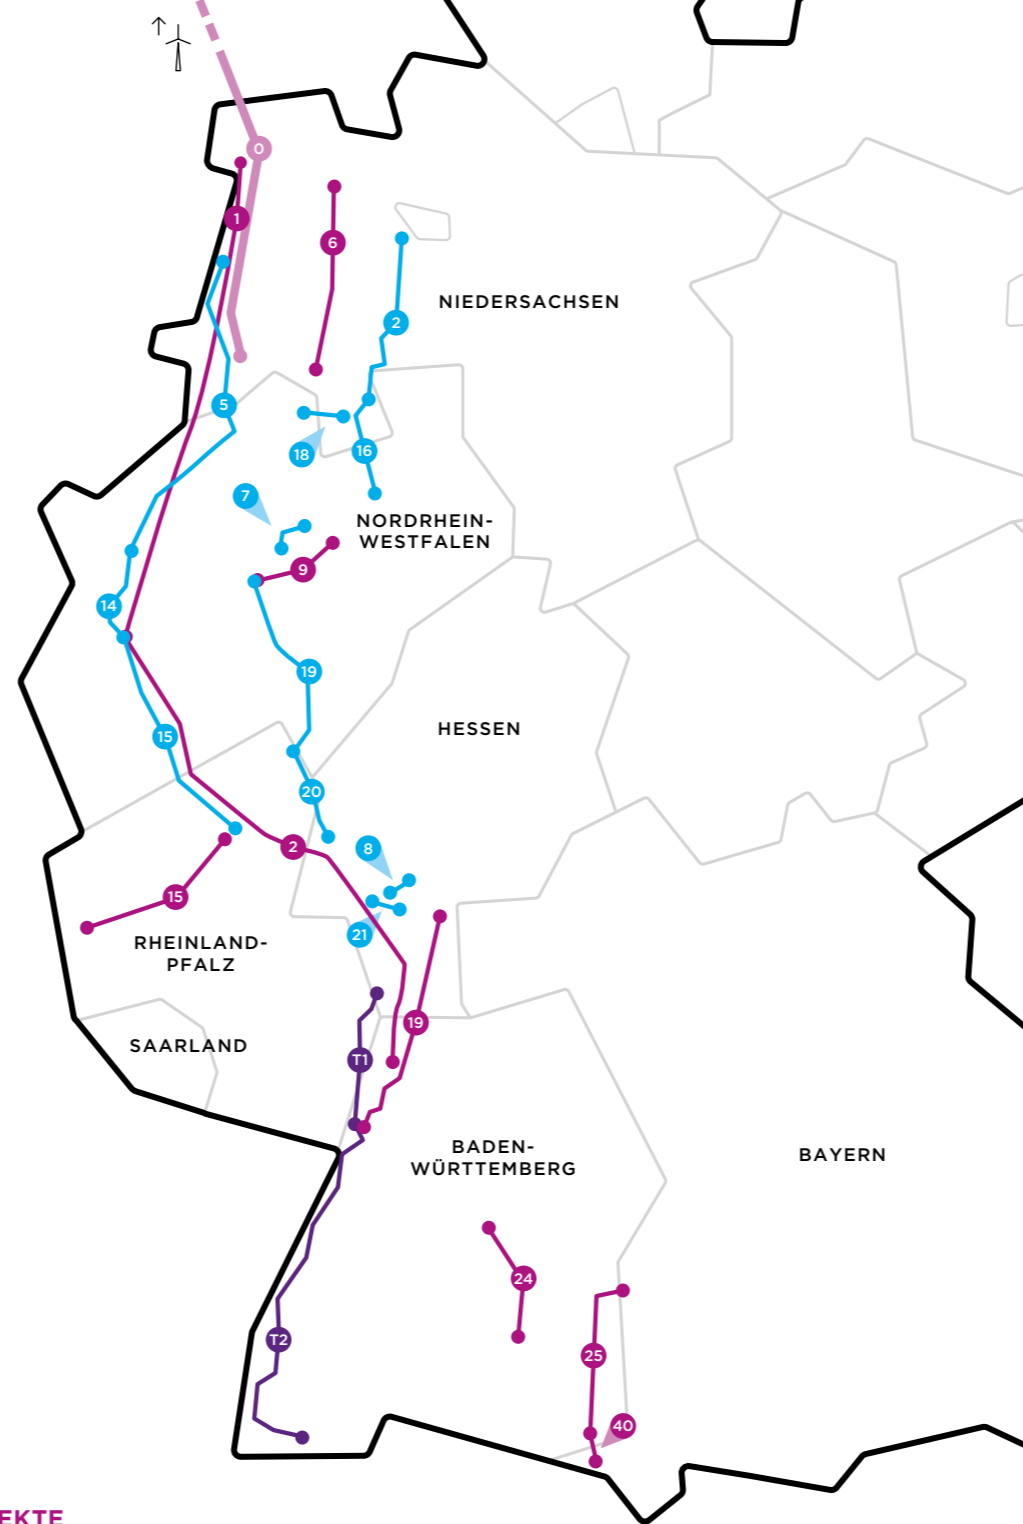 0
1
6
NIEDERSACHSEN
2
5
18
16
7
NORDRHEIN-
WESTFALEN
9
14
19
HESSEN
15
20
2
8
15
21
RHEINLAND-
PFALZ
19
SAARLAND
T1
BADEN-
WÜRTTEMBERG
BAYERN
24
T2
25
40
EKTE